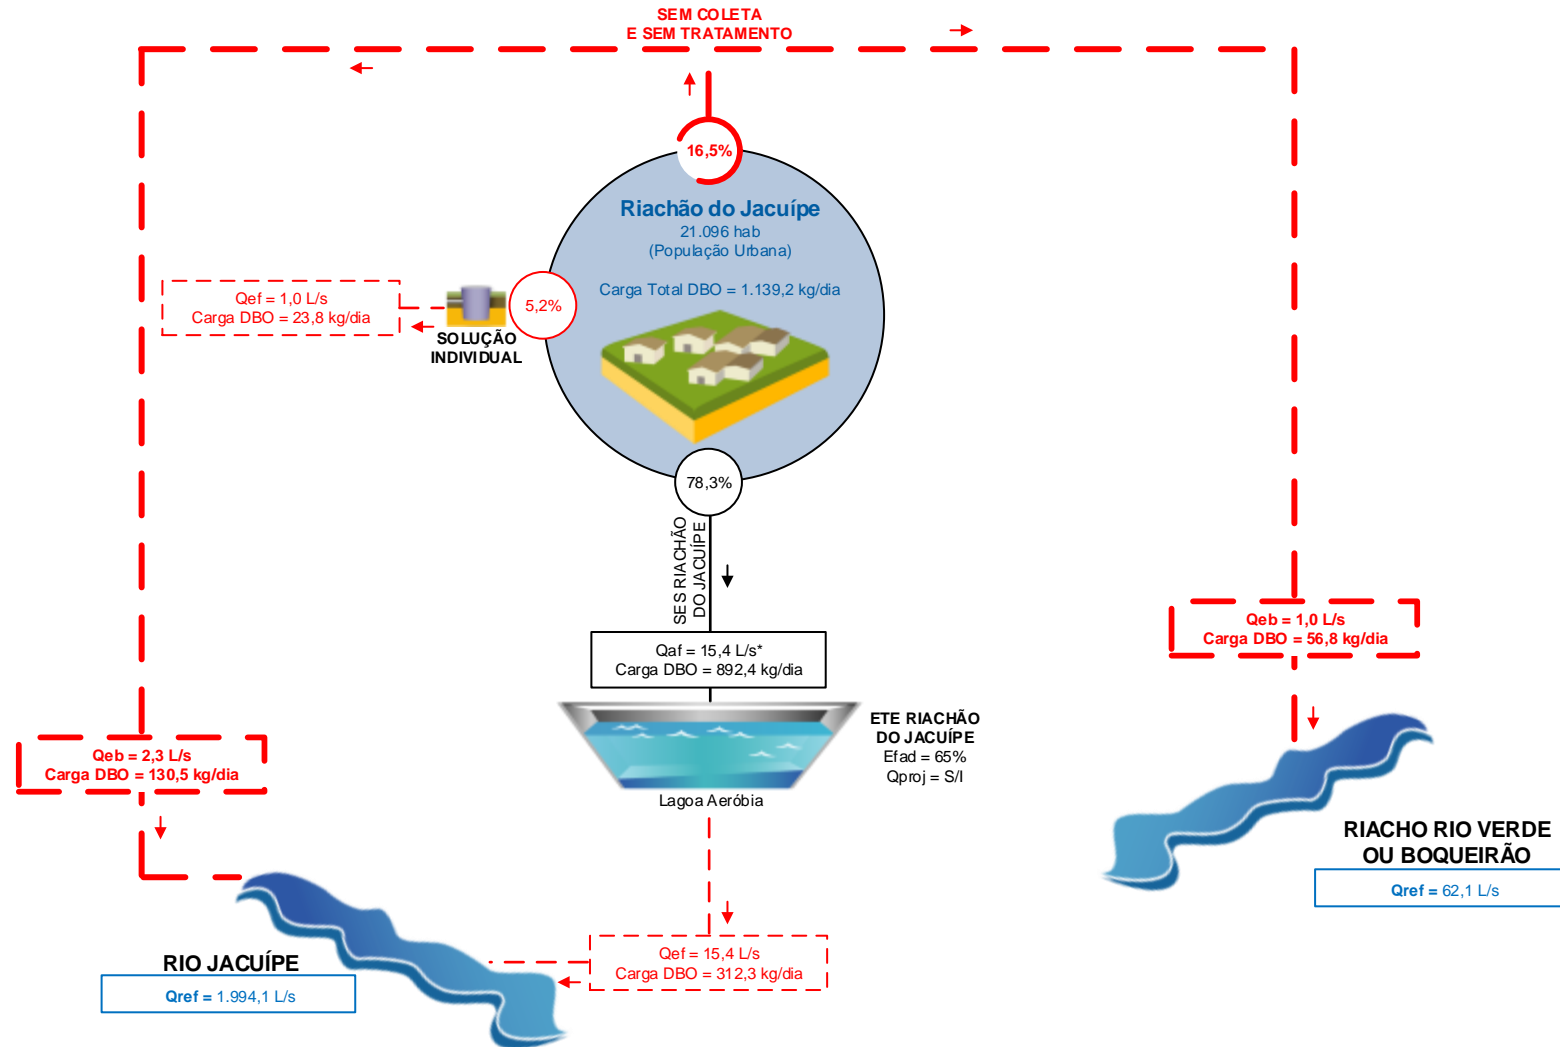 SEM COLETA
E SEM TRATAMENTO
16,5%
Riachão do Jacuípe
21.096 hab
(População Urbana)
Carga Total DBO = 1.139,2 kg/dia
5,2%
SOLUÇÃO
INDIVIDUAL
Qef = 1,0 L/s
Carga DBO = 23,8 kg/dia
78,3%
SES RIACHÃO
DO JACUÍPE
Qaf = 15,4 L/s*
Carga DBO = 892,4 kg/dia
ETE RIACHÃO
DO JACUÍPE
Efad = 65%
Qproj = S/I
Lagoa Aeróbia
Qeb = 1,0 L/s
Carga DBO = 56,8 kg/dia
Qeb = 2,3 L/s
Carga DBO = 130,5 kg/dia
RIACHO RIO VERDE
OU BOQUEIRÃO
Qref = 62,1 L/s
Qef = 15,4 L/s
Carga DBO = 312,3 kg/dia
RIO JACUÍPE
Qref = 1.994,1 L/s